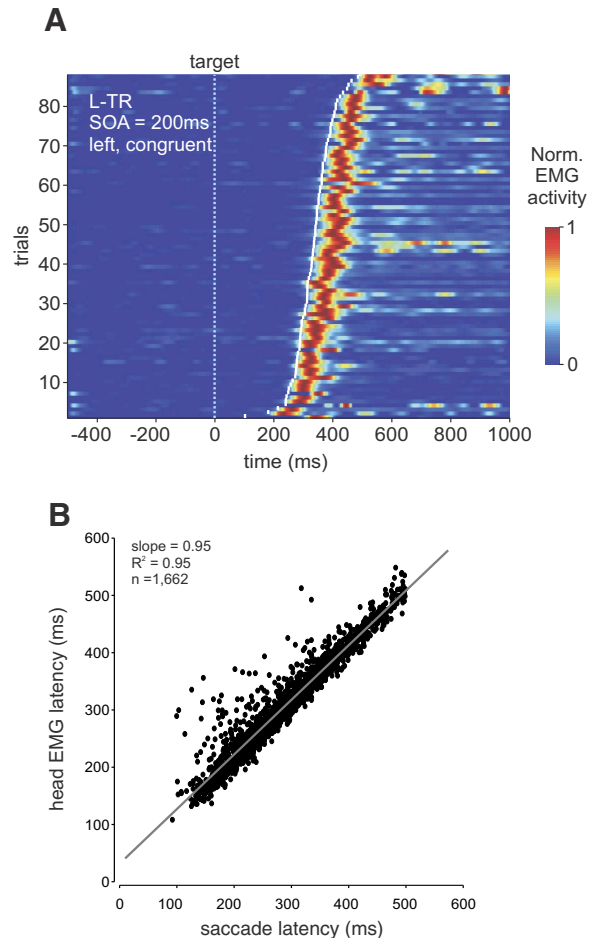 A
target
L-TR
SOA = 200ms
left, congruent
80
70
60
50
40
30
20
10
trials
-400 -200 0 200 400 600 800 1000
time (ms)
Norm.
EMG
activity
1
0
B
slope = 0.95
R² = 0.95
n =1,662
600
500
400
300
200
100
0
head EMG latency (ms)
0 100 200 300 400 500 600
saccade latency (ms)